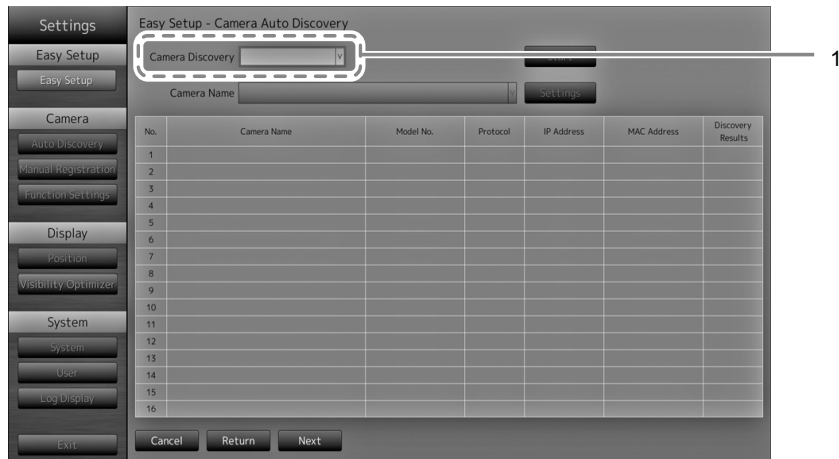 Settings
Easy Setup
Easy Setup
Camera
Auto Discovery
Manual Registration
Function Settings
Display
Position
Visibility Optimizer
System
System
User
Log Display
Exit
Easy Setup - Camera Auto Discovery
Camera Discovery
Start
1
Camera Name
Settings
No. Camera Name Model No. Protocol IP Address MAC Address Discovery Results
1
2
3
4
5
6
7
8
9
10
11
12
13
14
15
16
Cancel Return Next